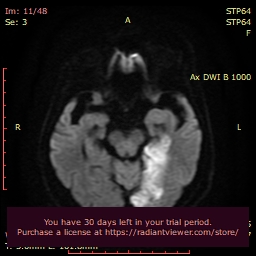 Im: 11/48
Se: 3
A
STP64
STP64
F
Ax DWI B 1000
R
L
You have 30 days left in your trial period.
Purchase a license at https://radiantviewer.com/store/